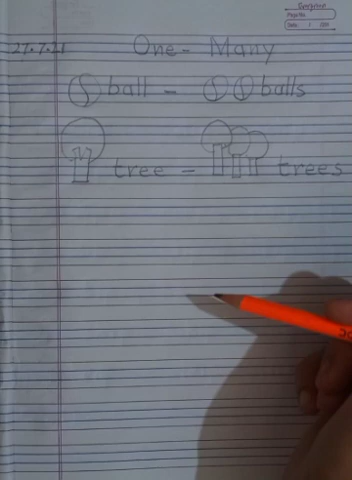 27.7.21 One - Many
ball - balls
tree - trees